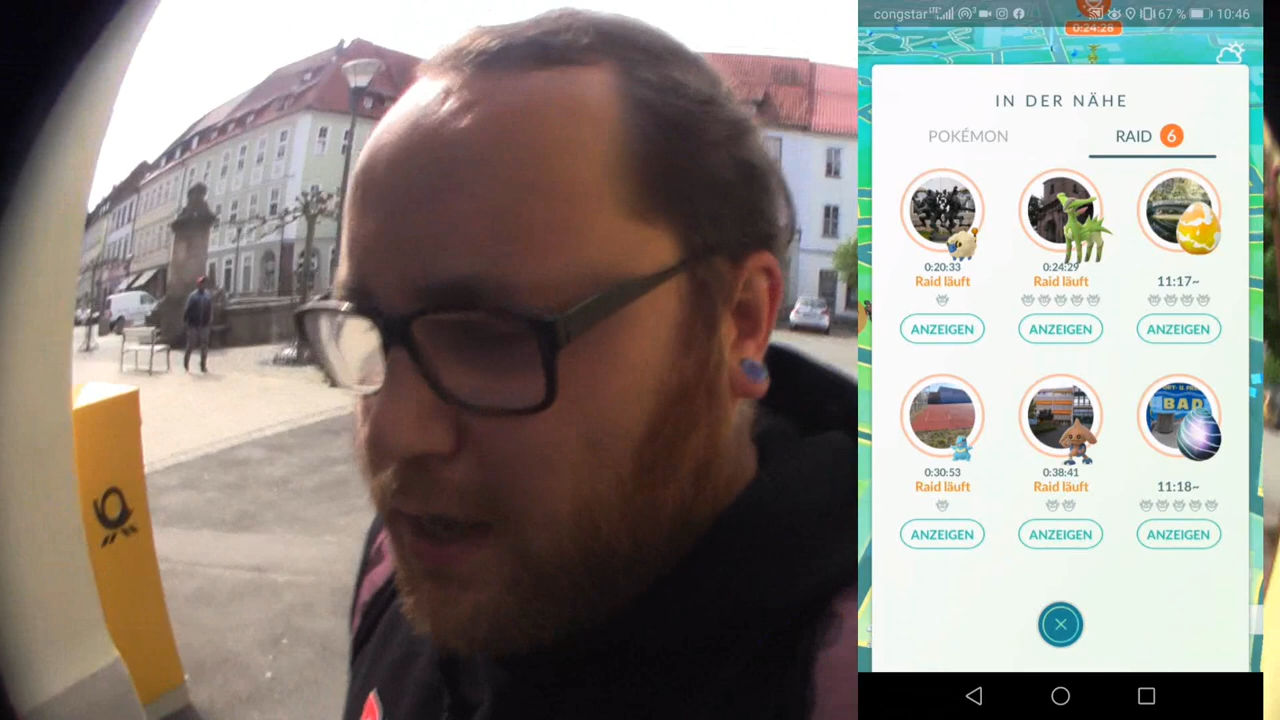 congstar LTE 67 % 10:46
0:24:28
IN DER NÄHE
POKÉMON RAID 6
0:20:33 0:24:29 11:17~
Raid läuft Raid läuft
ANZEIGEN ANZEIGEN ANZEIGEN
BAD
0:30:53 0:38:41 11:18~
Raid läuft Raid läuft
ANZEIGEN ANZEIGEN ANZEIGEN